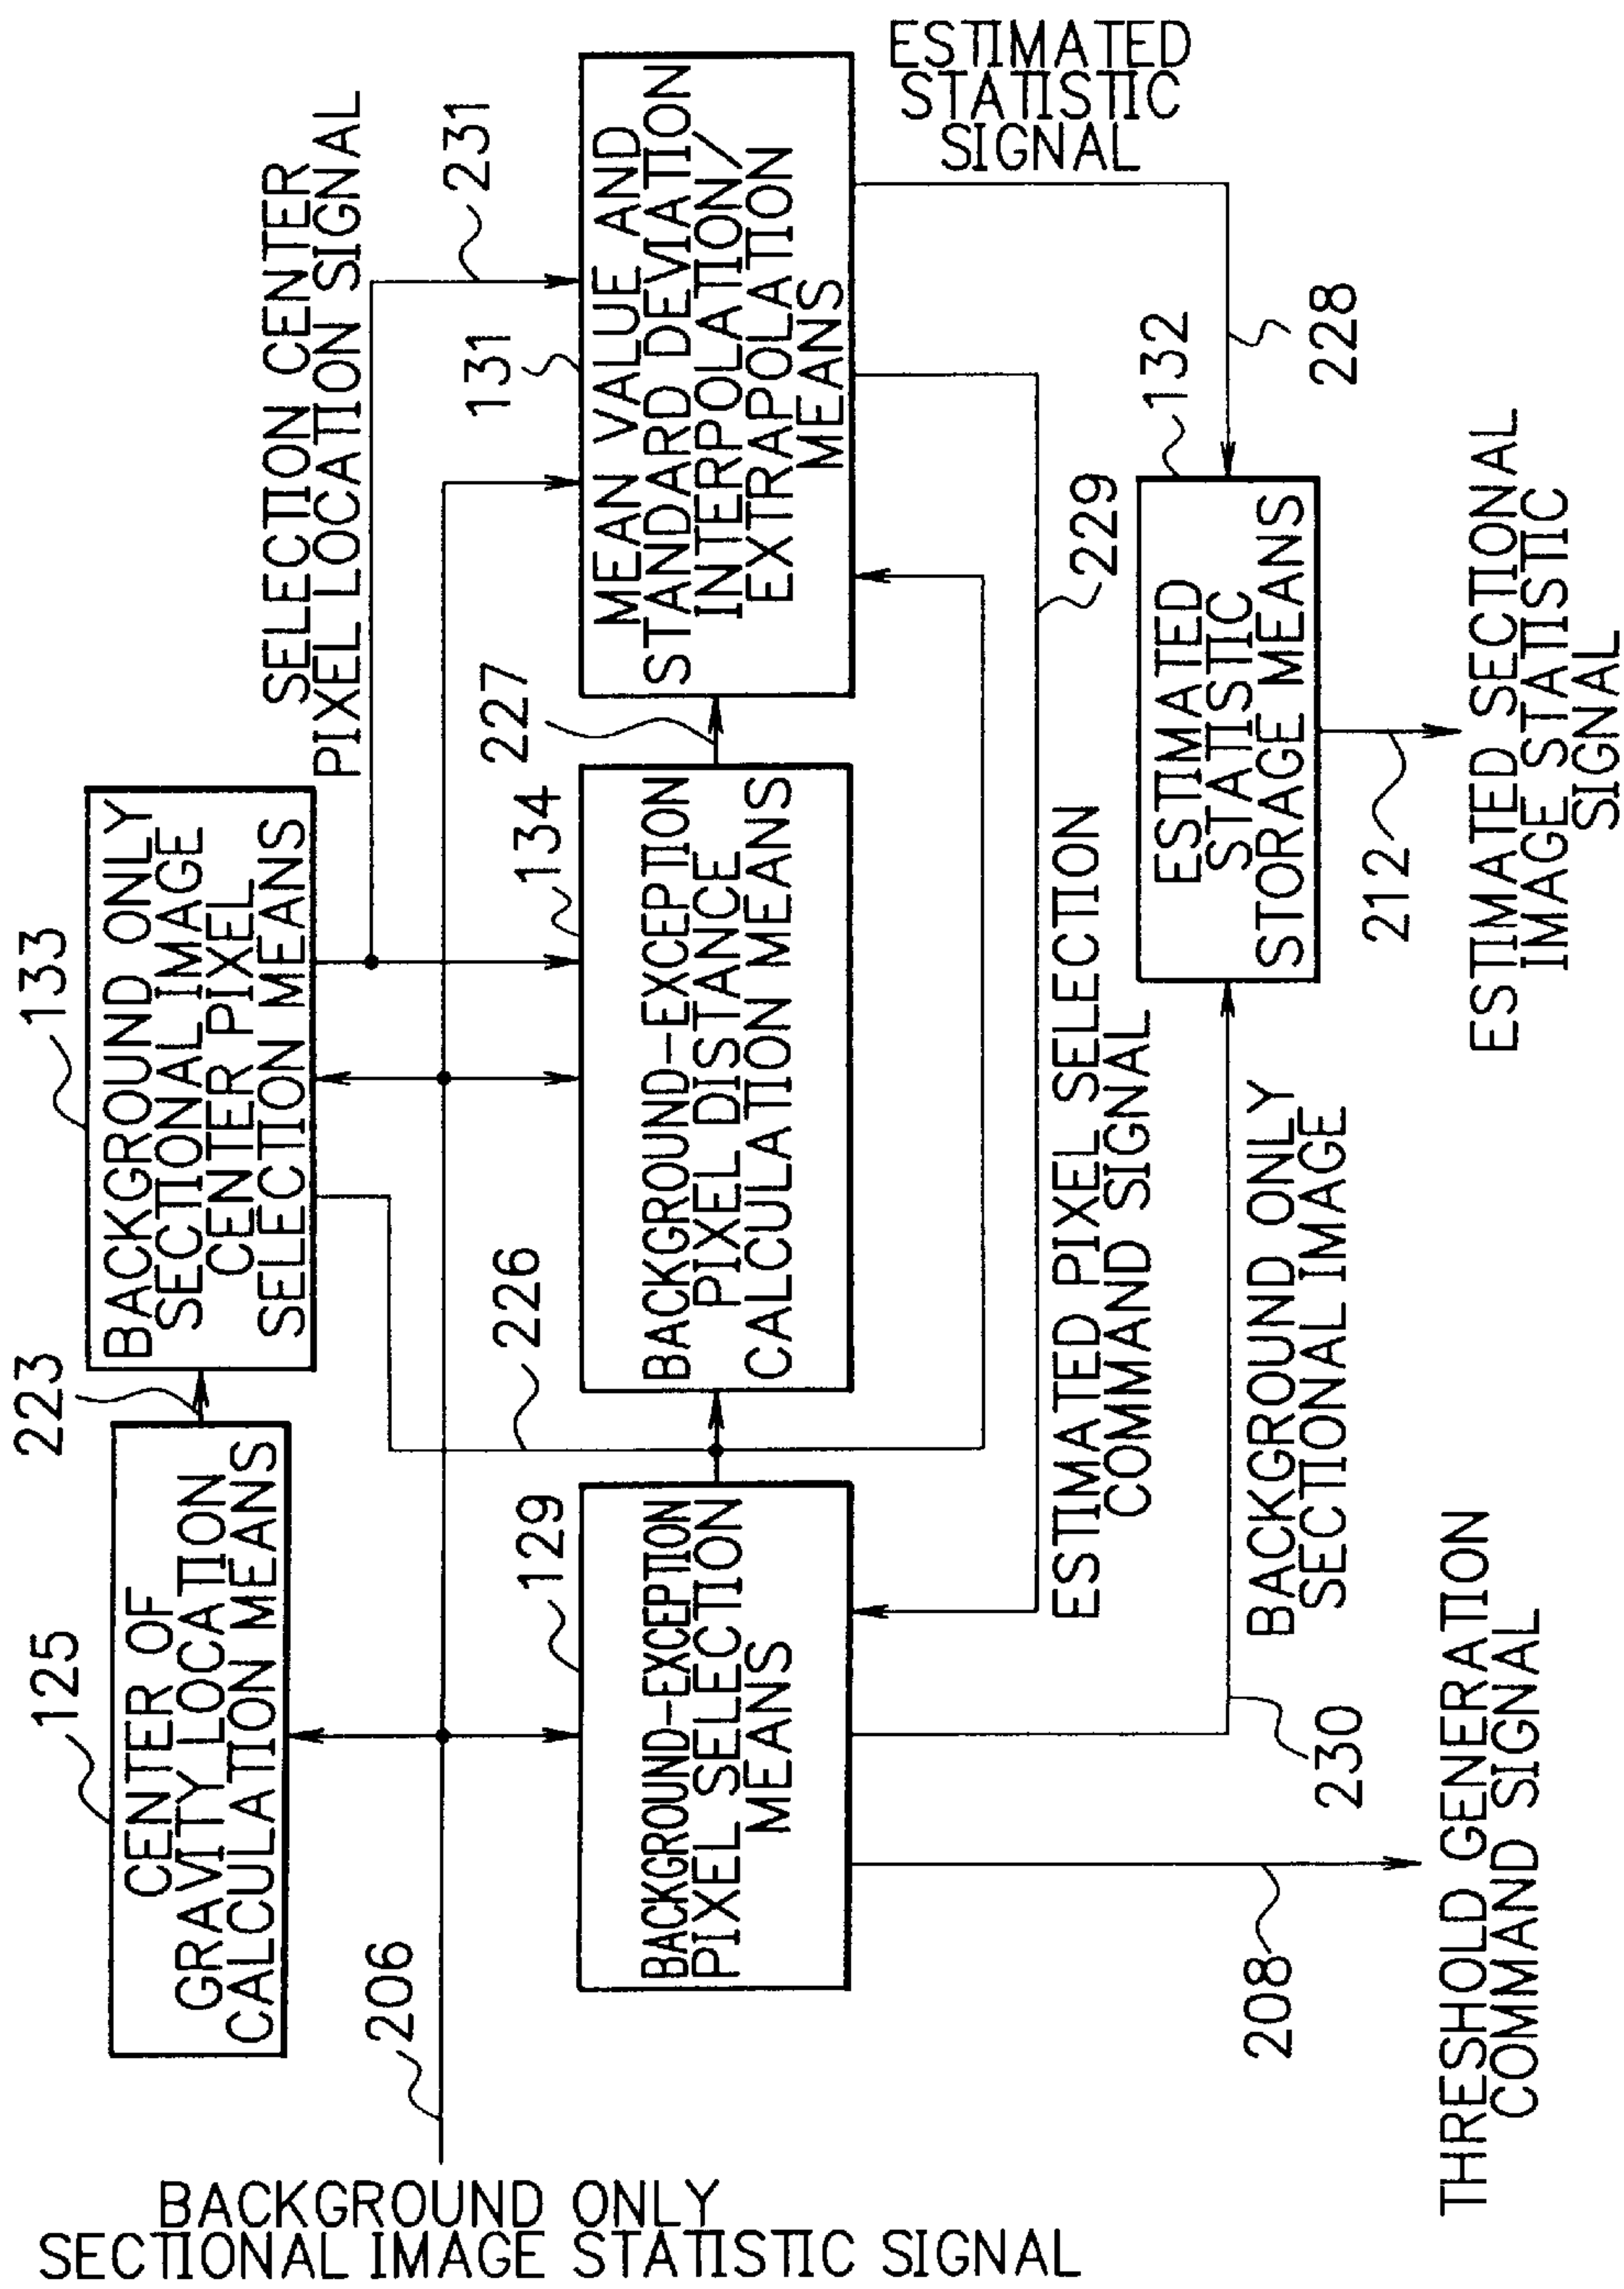 125
CENTER OF
GRAVITY LOCATION
CALCULATION MEANS
223
133
BACKGROUND ONLY
SECTIONAL IMAGE
CENTER PIXEL
SELECTION MEANS
SELECTION CENTER
PIXEL LOCATION SIGNAL
231
206
BACKGROUND ONLY
SECTIONAL IMAGE STATISTIC SIGNAL
129
BACKGROUND-EXCEPTION
PIXEL SELECTION
MEANS
226
134
BACKGROUND-EXCEPTION
PIXEL DISTANCE
CALCULATION MEANS
227
131
MEAN VALUE AND
STANDARD DEVIATION
INTERPOLATION/
EXTRAPOLATION
MEANS
ESTIMATED
STATISTIC
SIGNAL
229
ESTIMATED PIXEL SELECTION
COMMAND SIGNAL
132
ESTIMATED
STATISTIC
STORAGE MEANS
228
BACKGROUND ONLY
SECTIONAL IMAGE
230
208
THRESHOLD GENERATION
COMMAND SIGNAL
212
ESTIMATED SECTIONAL
IMAGE STATISTIC
SIGNAL